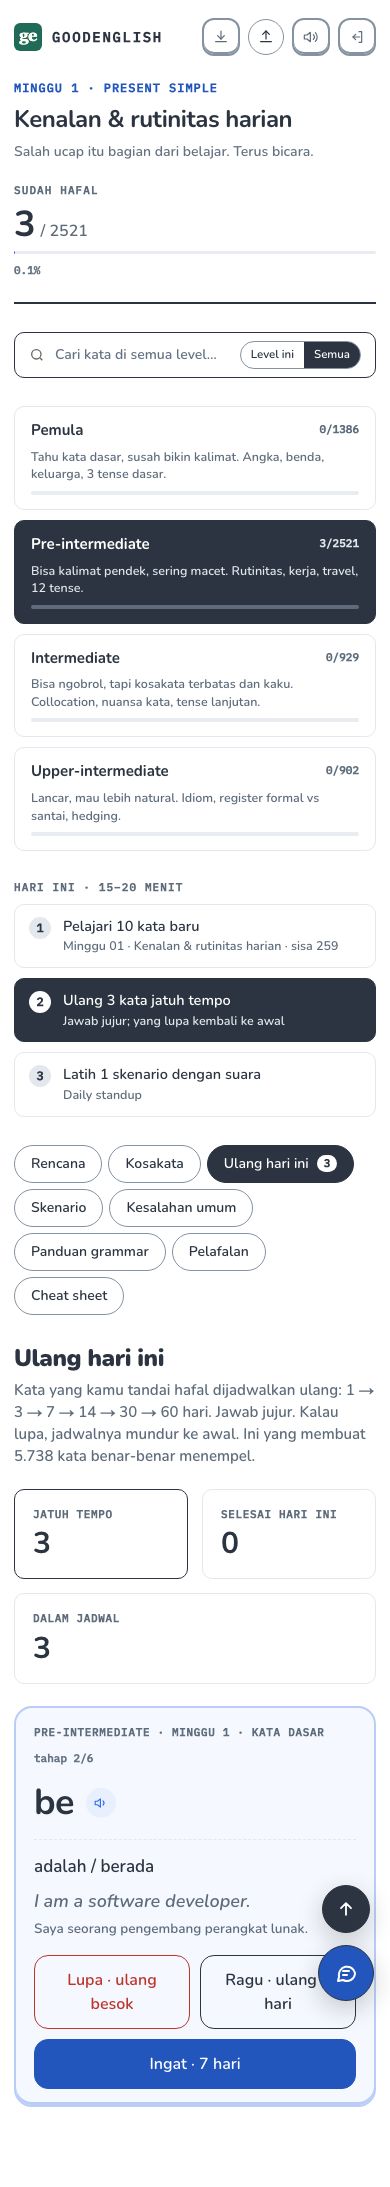 ge GOODENGLISH
MINGGU 1 · PRESENT SIMPLE
Kenalan & rutinitas harian
Salah ucap itu bagian dari belajar. Terus bicara.
SUDAH HAFAL
3 / 2521
0.1%
Cari kata di semua level… Level ini Semua
Pemula 0/1386
Tahu kata dasar, susah bikin kalimat. Angka, benda,
keluarga, 3 tense dasar.
Pre-intermediate 3/2521
Bisa kalimat pendek, sering macet. Rutinitas, kerja, travel,
12 tense.
Intermediate 0/929
Bisa ngobrol, tapi kosakata terbatas dan kaku.
Collocation, nuansa kata, tense lanjutan.
Upper-intermediate 0/902
Lancar, mau lebih natural. Idiom, register formal vs
santai, hedging.
HARI INI · 15–20 MENIT
1 Pelajari 10 kata baru
Minggu 01 · Kenalan & rutinitas harian · sisa 259
2 Ulang 3 kata jatuh tempo
Jawab jujur; yang lupa kembali ke awal
3 Latih 1 skenario dengan suara
Daily standup
Rencana Kosakata Ulang hari ini 3
Skenario Kesalahan umum
Panduan grammar Pelafalan
Cheat sheet
Ulang hari ini
Kata yang kamu tandai hafal dijadwalkan ulang: 1 →
3 → 7 → 14 → 30 → 60 hari. Jawab jujur. Kalau
lupa, jadwalnya mundur ke awal. Ini yang membuat
5.738 kata benar-benar menempel.
JATUH TEMPO SELESAI HARI INI
3 0
DALAM JADWAL
3
PRE-INTERMEDIATE · MINGGU 1 · KATA DASAR
tahap 2/6
be
adalah / berada
I am a software developer.
Saya seorang pengembang perangkat lunak.
Lupa · ulang besok
Ragu · ulang hari
Ingat · 7 hari